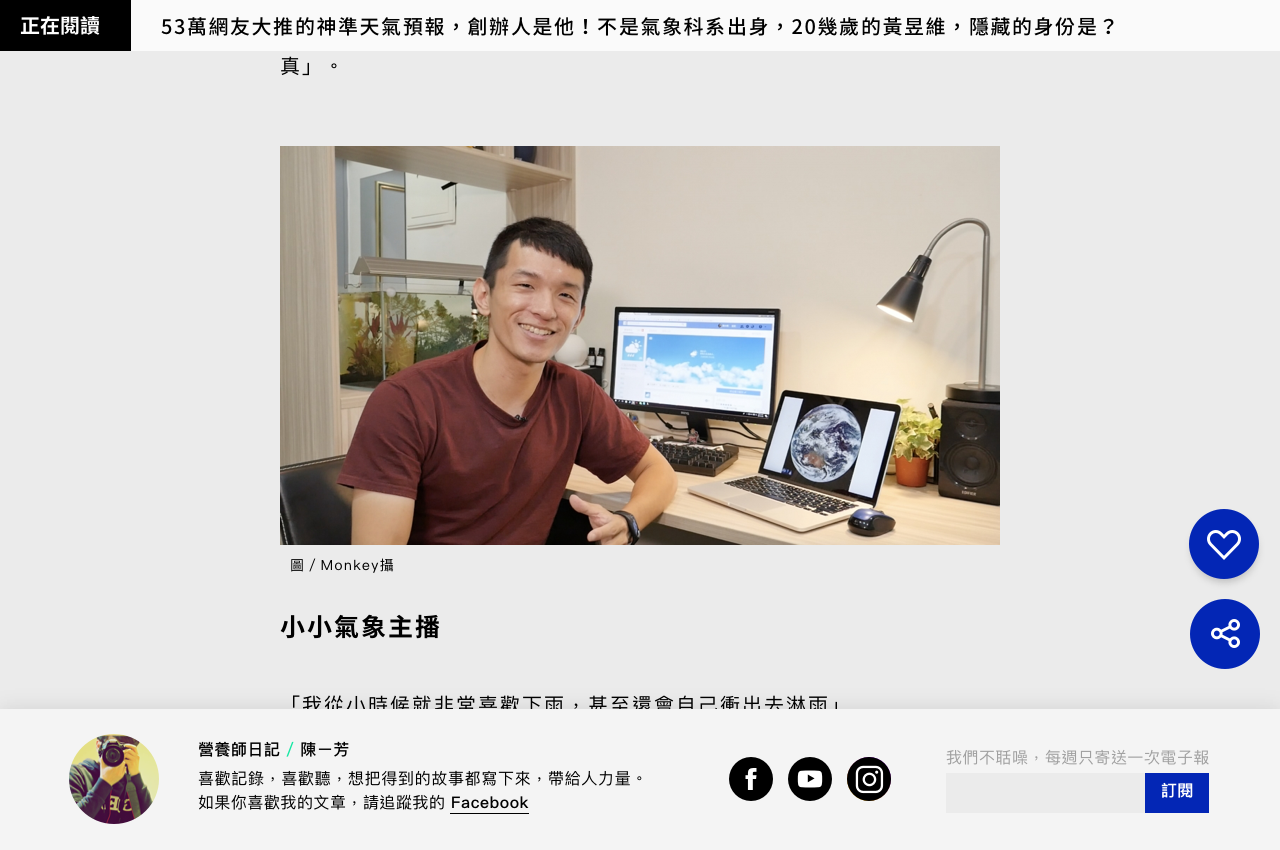 正在閱讀
53萬網友大推的神準天氣預報，創辦人是他！不是氣象科系出身，20幾歲的黃昱維，隱藏的身份是？
真」。
圖 / Monkey攝
小小氣象主播
「我從小時候就非常喜歡下雨，甚至還會自己衝出去淋雨」
營養師日記 / 陳一芳
喜歡記錄，喜歡聽，想把得到的故事都寫下來，帶給人力量。
如果你喜歡我的文章，請追蹤我的 Facebook
我們不聒噪，每週只寄送一次電子報
訂閱